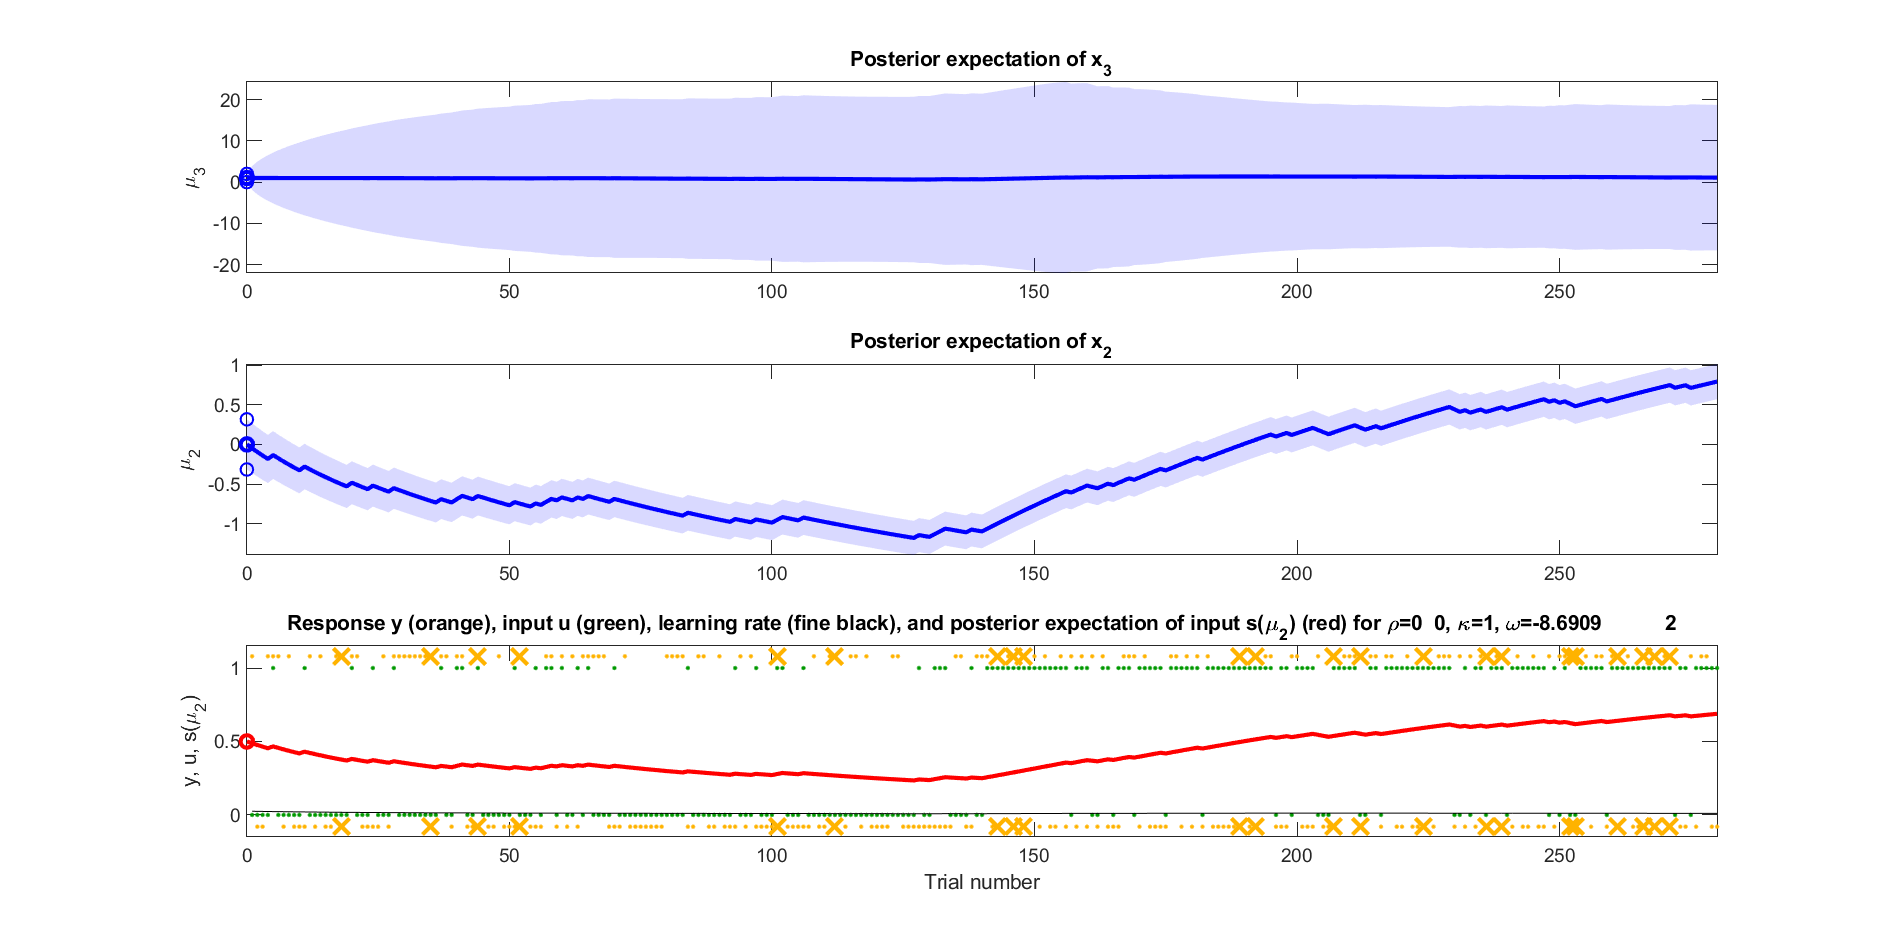 Posterior expectation of x3
20
10
0
-10
-20
μ3
0 50 100 150 200 250
Posterior expectation of x2
1
0.5
0
-0.5
-1
μ2
0 50 100 150 200 250
Response y (orange), input u (green), learning rate (fine black), and posterior expectation of input s(μ2) (red) for ρ=0 0, κ=1, ω=-8.6909 2
1
0.5
0
y, u, s(μ2)
0 50 100 150 200 250
Trial number